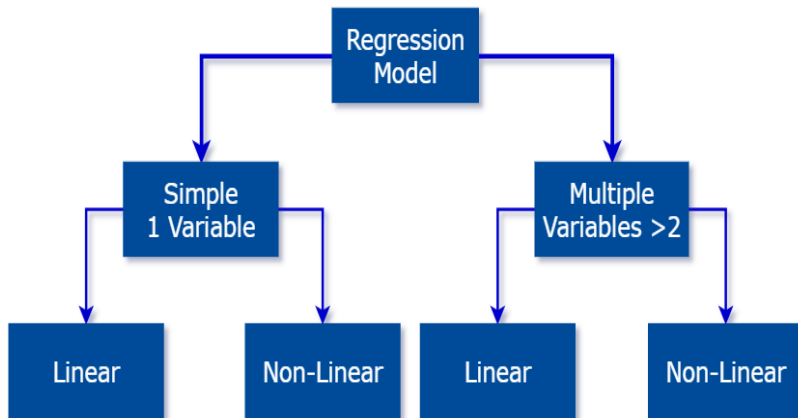 Regression
Model
Simple
1 Variable
Multiple
Variables >2
Linear
Non-Linear
Linear
Non-Linear